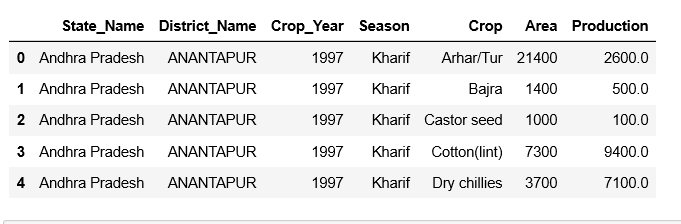 State_Name District_Name Crop_Year Season Crop Area Production
0 Andhra Pradesh ANANTAPUR 1997 Kharif Arhar/Tur 21400 2600.0
1 Andhra Pradesh ANANTAPUR 1997 Kharif Bajra 1400 500.0
2 Andhra Pradesh ANANTAPUR 1997 Kharif Castor seed 1000 100.0
3 Andhra Pradesh ANANTAPUR 1997 Kharif Cotton(lint) 7300 9400.0
4 Andhra Pradesh ANANTAPUR 1997 Kharif Dry chillies 3700 7100.0